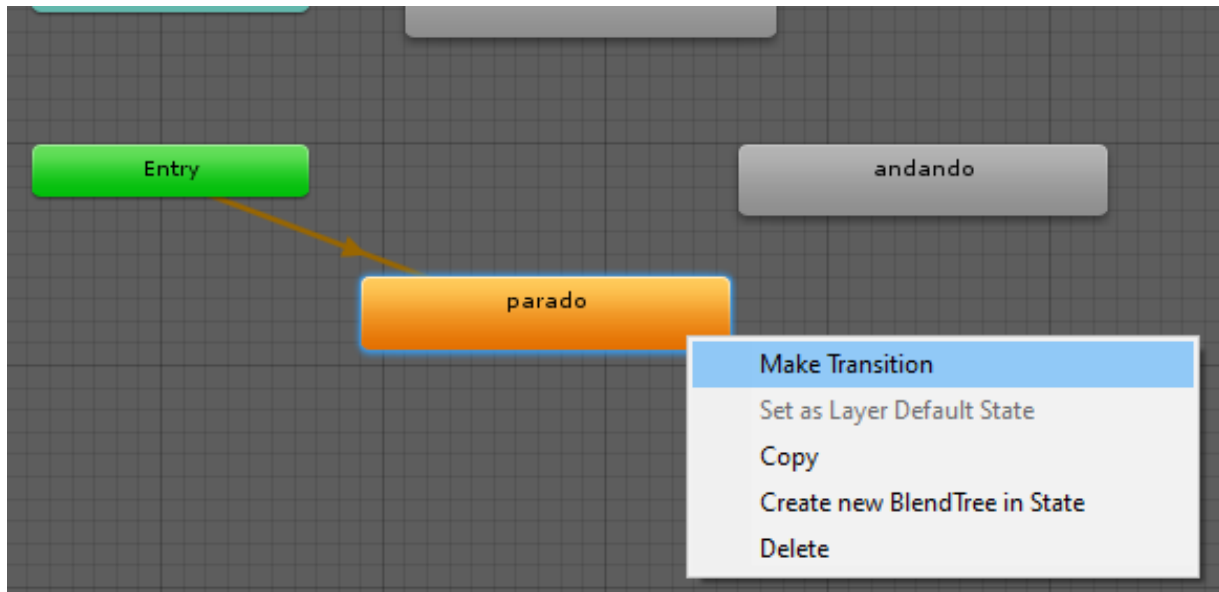 Entry
andando
parado
Make Transition
Set as Layer Default State
Copy
Create new BlendTree in State
Delete